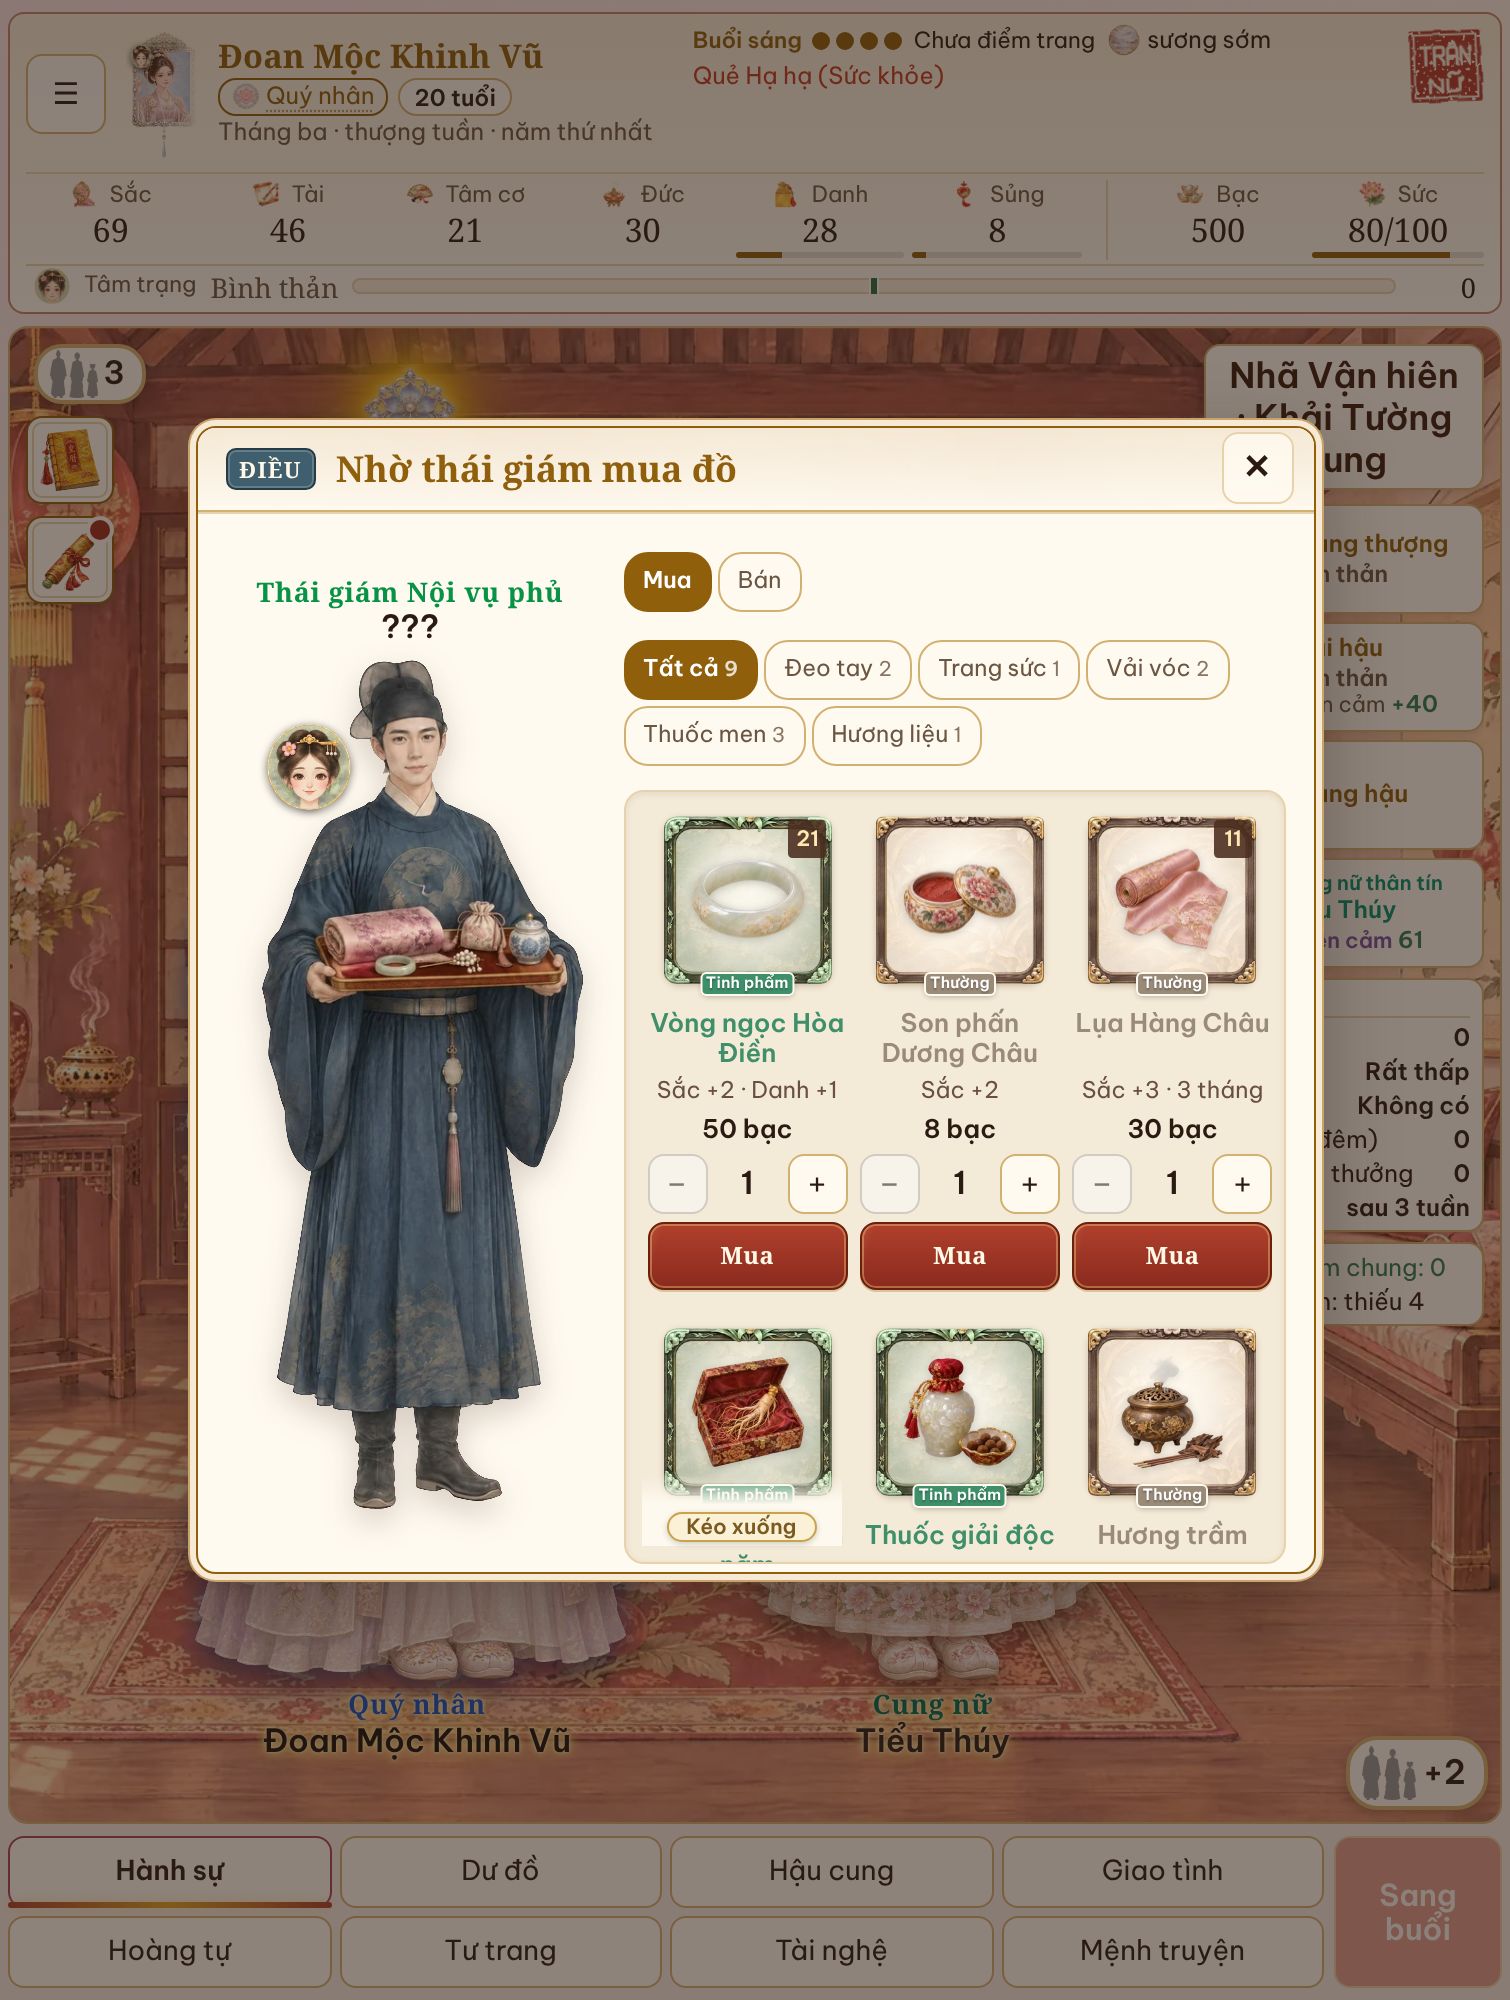 Đoan Mộc Khinh Vũ
Quý nhân
20 tuổi
Tháng ba · thượng tuần · năm thứ nhất
Buổi sáng
Chưa điểm trang
sương sớm
Quẻ Hạ hạ (Sức khỏe)
TRÂN NỮ
Sắc
69
Tài
46
Tâm cơ
21
Đức
30
Danh
28
Sủng
8
Bạc
500
Sức
80/100
Tâm trạng
Bình thản
0
3
Nhã Vận hiên
· Khải Tường
ung
ĐIỀU
Nhờ thái giám mua đồ
✕
Thái giám Nội vụ phủ
???
Mua
Bán
Tất cả 9
Đeo tay 2
Trang sức 1
Vải vóc 2
Thuốc men 3
Hương liệu 1
21
Tinh phẩm
Vòng ngọc Hòa
Điền
Sắc +2 · Danh +1
50 bạc
− 1 +
Mua
Thường
Son phấn
Dương Châu
Sắc +2
8 bạc
− 1 +
Mua
11
Thường
Lụa Hàng Châu
Sắc +3 · 3 tháng
30 bạc
− 1 +
Mua
Tinh phẩm
Kéo xuống
năm
Tinh phẩm
Thuốc giải độc
Thường
Hương trầm
ng thượng
thản
i hậu
thản
cảm +40
ng hậu
nữ thân tín
Thúy
n cảm 61
0
Rất thấp
Không có
đêm) 0
thưởng 0
sau 3 tuần
m chung: 0
thiếu 4
Quý nhân
Đoan Mộc Khinh Vũ
Cung nữ
Tiểu Thúy
+2
Hành sự
Dư đồ
Hậu cung
Giao tình
Hoàng tự
Tư trang
Tài nghệ
Mệnh truyện
Sang
buổi